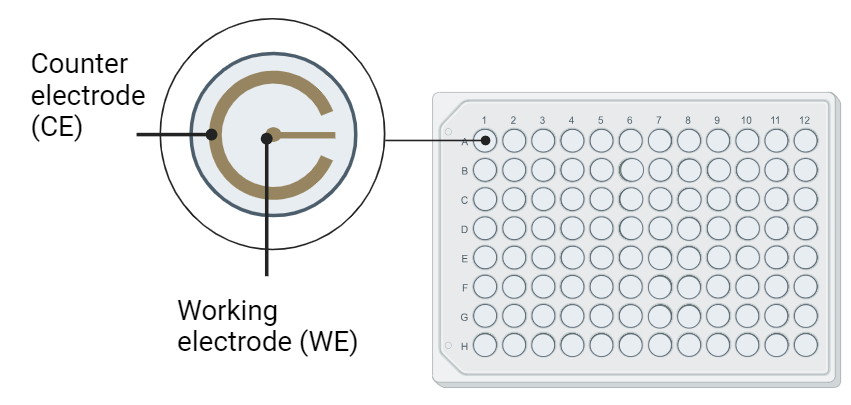 Counter
electrode
(CE)
Working
electrode (WE)
1 2 3 4 5 6 7 8 9 10 11 12
A
B
C
D
E
F
G
H